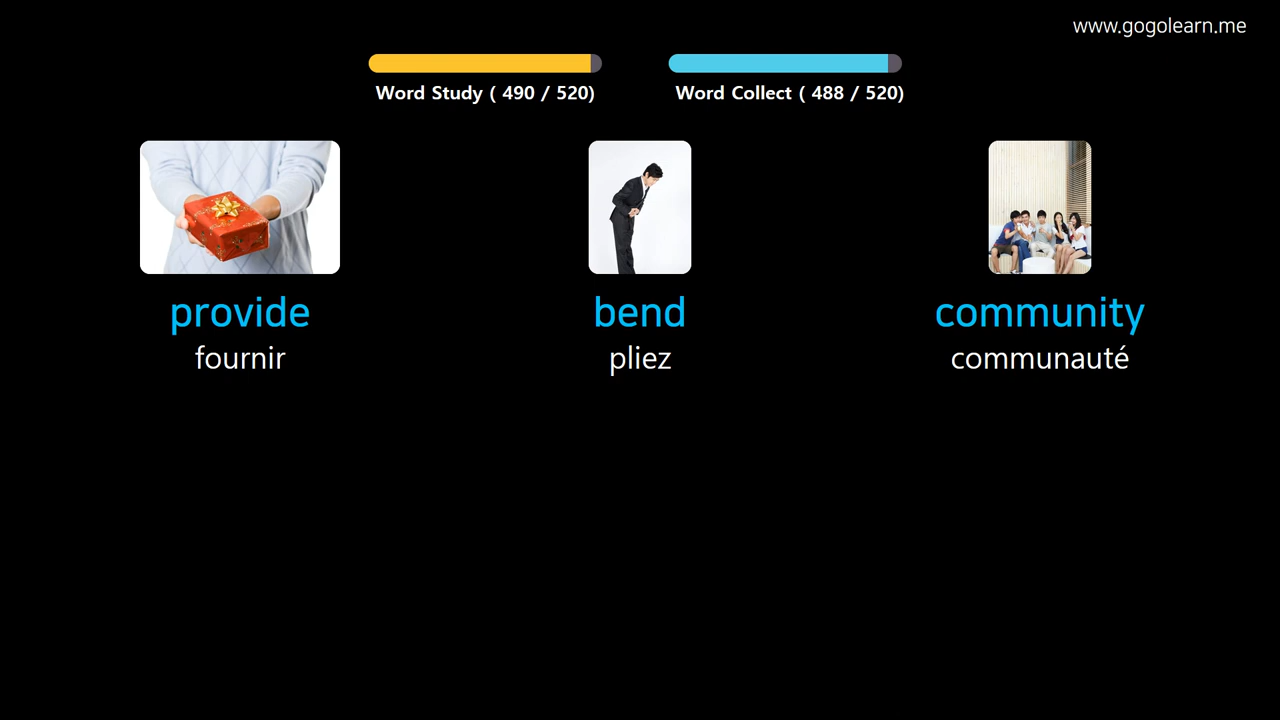 www.gogolearn.me
Word Study ( 490 / 520)
Word Collect ( 488 / 520)
provide
fournir
bend
pliez
community
communauté